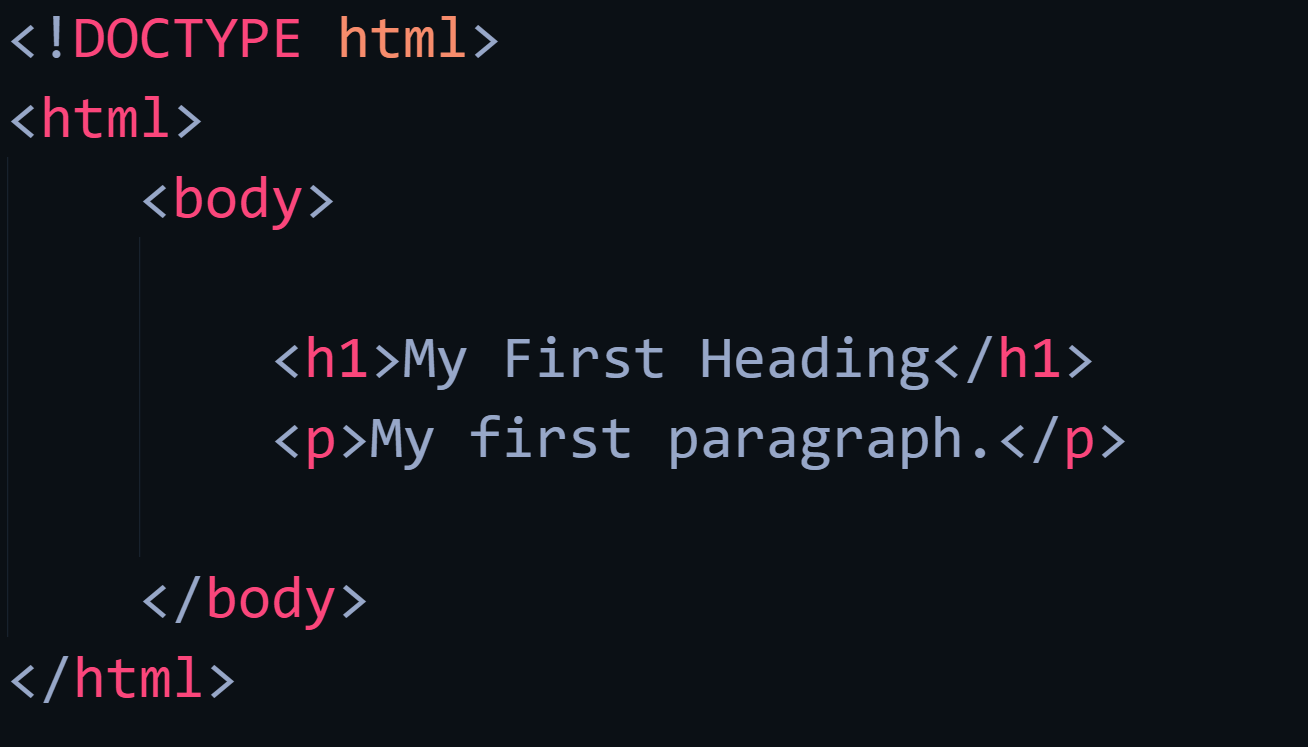 <!DOCTYPE html>
<html>
    <body>

        <h1>My First Heading</h1>
        <p>My first paragraph.</p>

    </body>
</html>